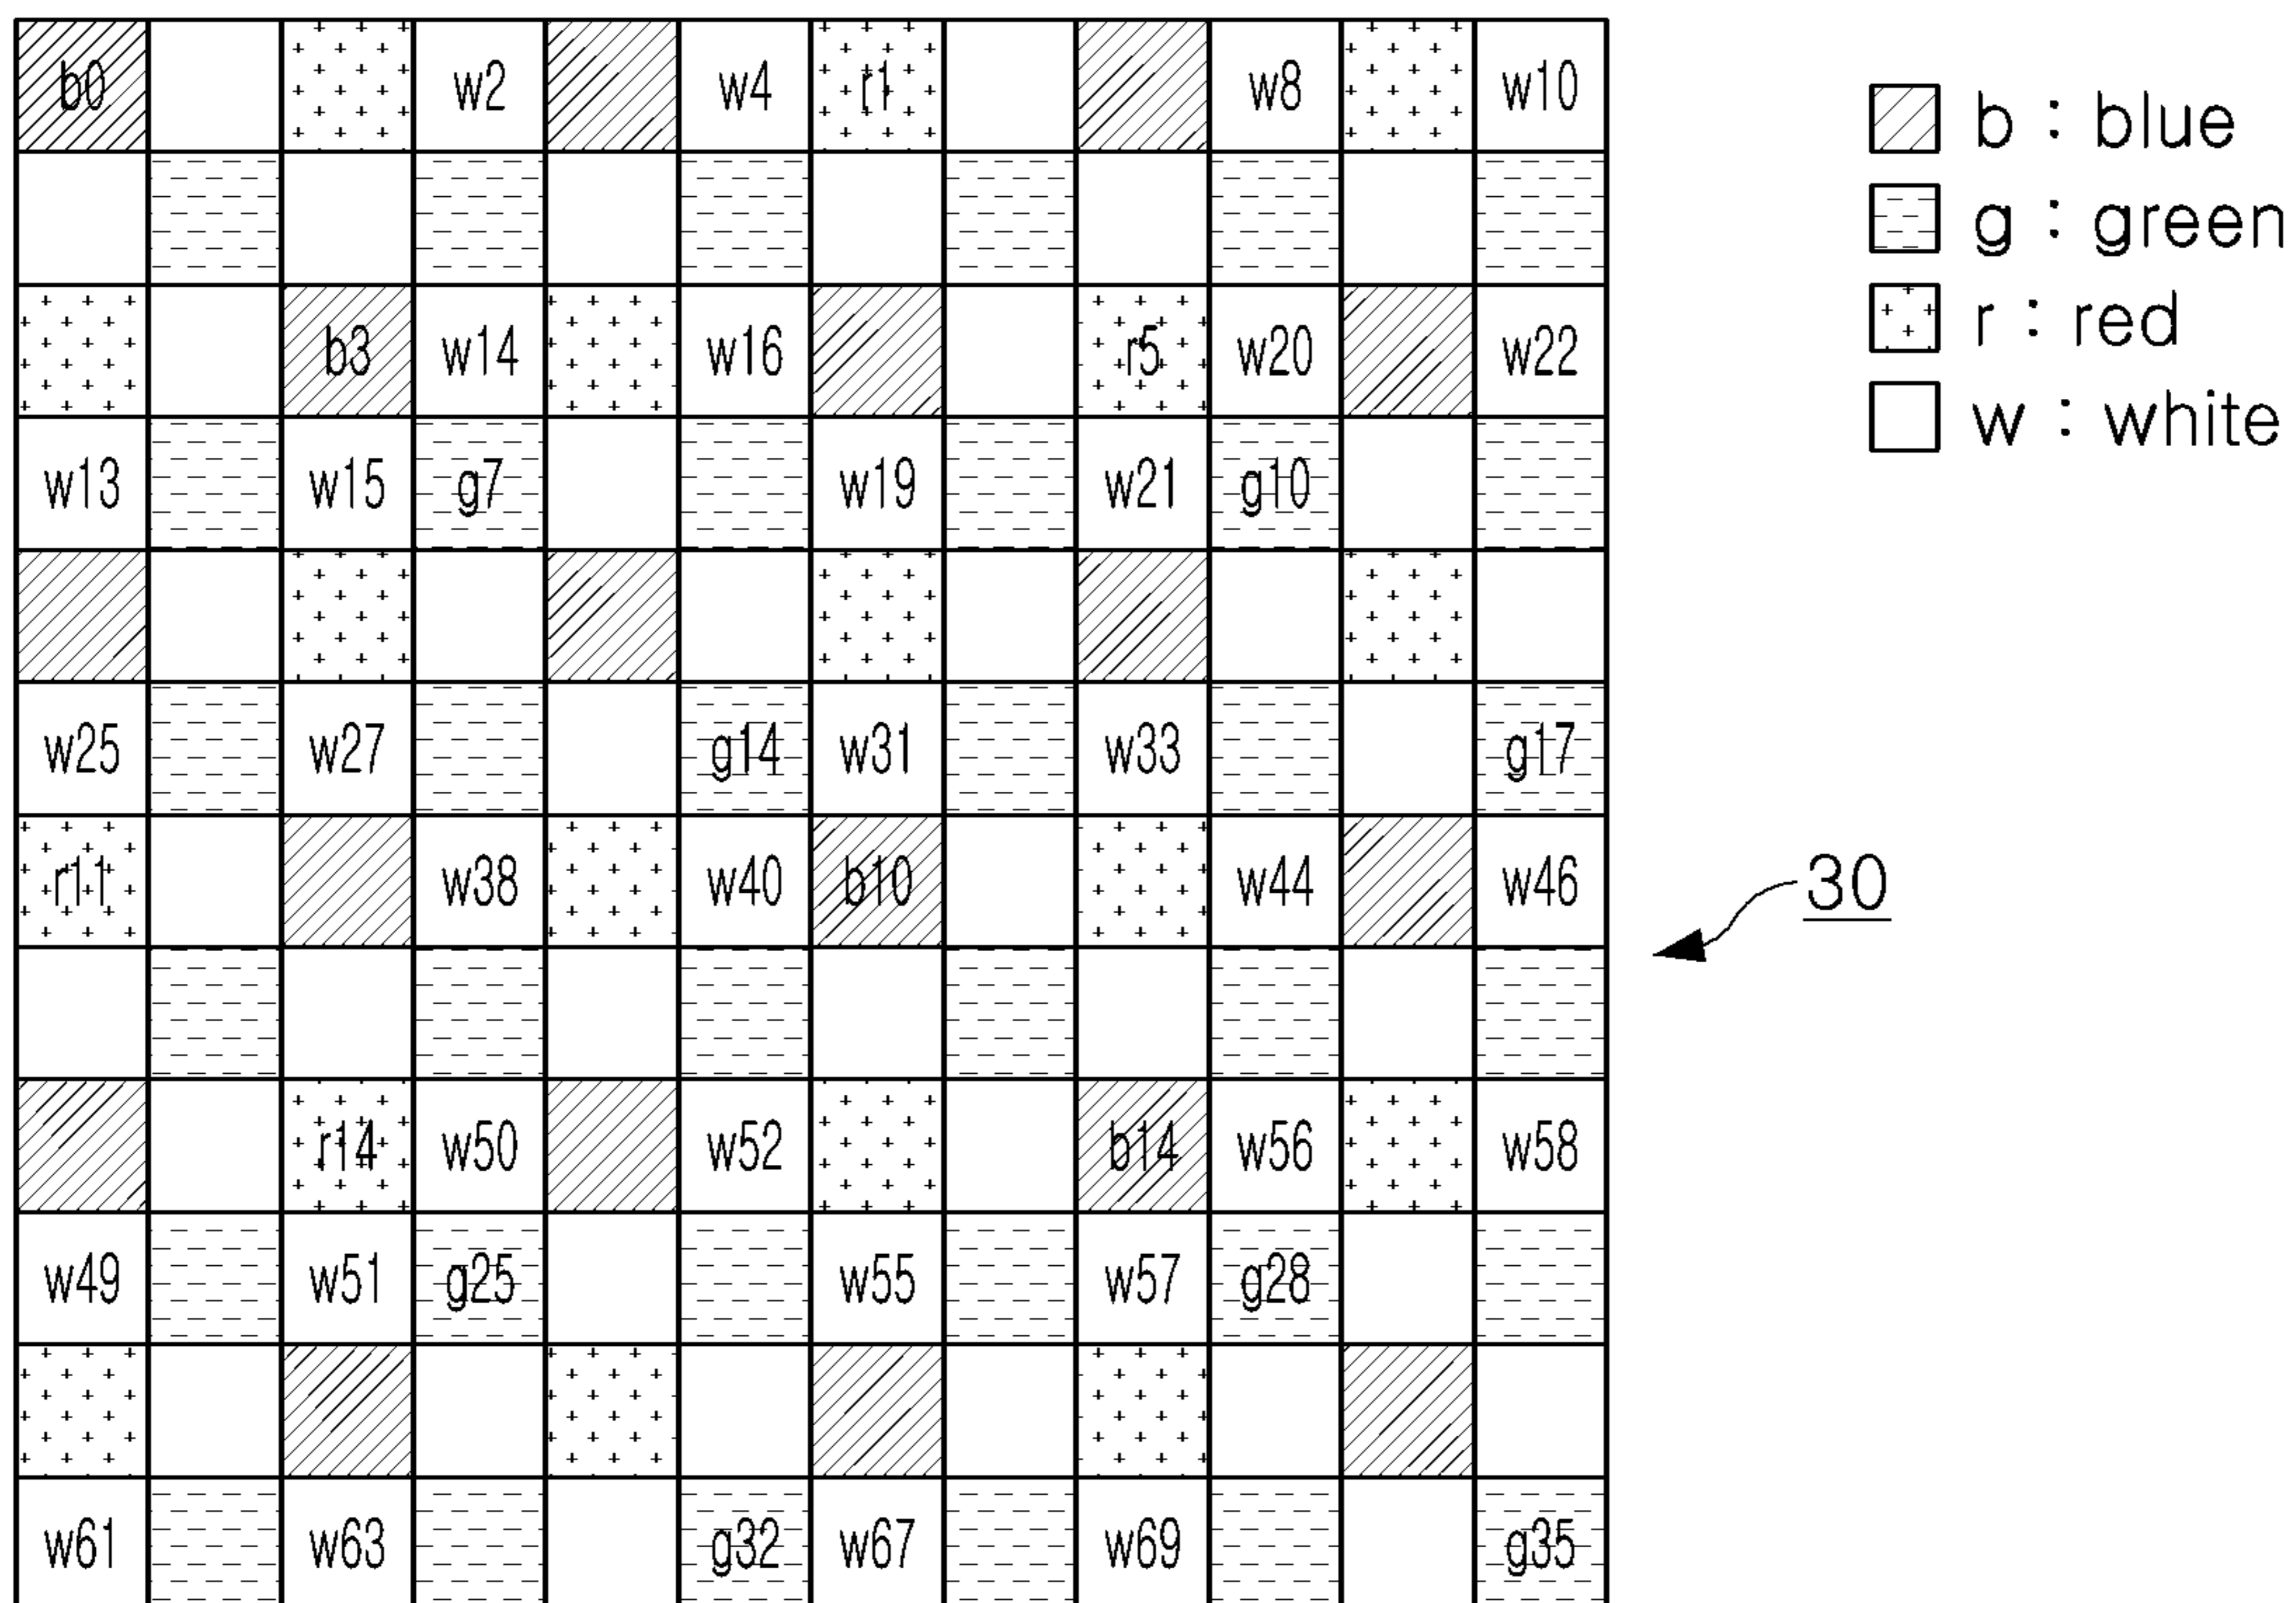 b0 w2 w4 r1 w8 w10
b3 w14 w16 r5 w20 w22
w13 w15 g7 w19 w21 g10
w25 w27 g14 w31 w33 g17
r11 w38 w40 b10 w44 w46
r14 w50 w52 b14 w56 w58
w49 w51 g25 w55 w57 g28
w61 w63 g32 w67 w69 g35
b : blue
g : green
r : red
w : white
30